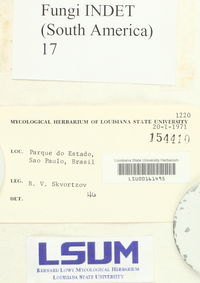 Fungi INDET
(South America)
17
1220
MYCOLOGICAL HERBARIUM OF LOUISIANA STATE UNIVERSITY
20-1-1971
154410
LOC. Parque do Estado,
Sao Paulo, Brasil
Louisiana State University Herbarium
LEG. B. V. Skvortzov
DET.
LSUM
BERNARD LOWY MYCOLOGICAL HERBARIUM
LOUISIANA STATE UNIVERSITY